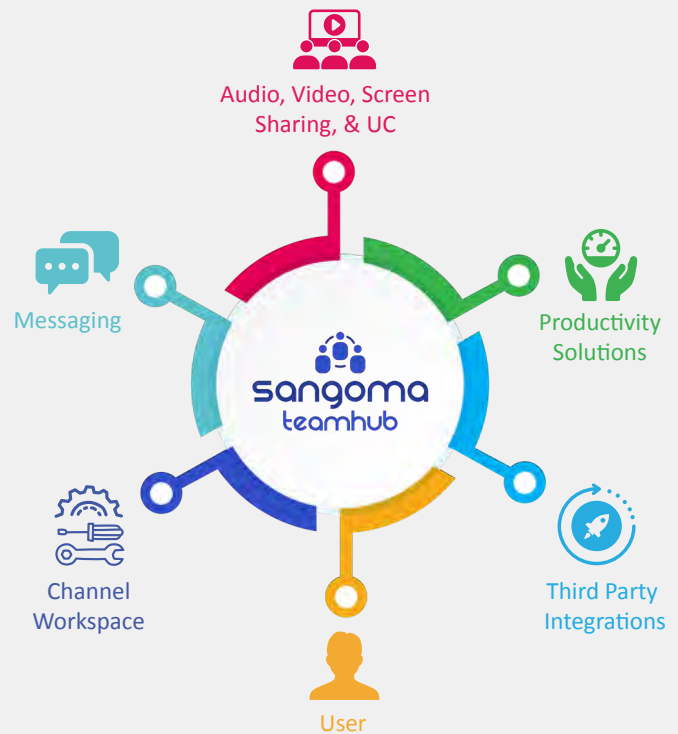 Audio, Video, Screen
Sharing, & UC
Messaging
Productivity
Solutions
sangoma
teamhub
Channel
Workspace
Third Party
Integrations
User